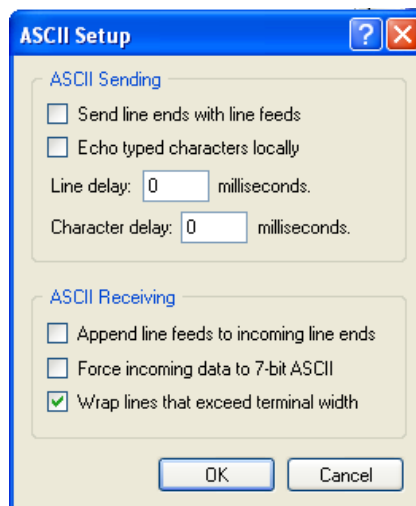 ASCII Setup
ASCII Sending
Send line ends with line feeds
Echo typed characters locally
Line delay: 0 milliseconds.
Character delay: 0 milliseconds.
ASCII Receiving
Append line feeds to incoming line ends
Force incoming data to 7-bit ASCII
Wrap lines that exceed terminal width
OK Cancel